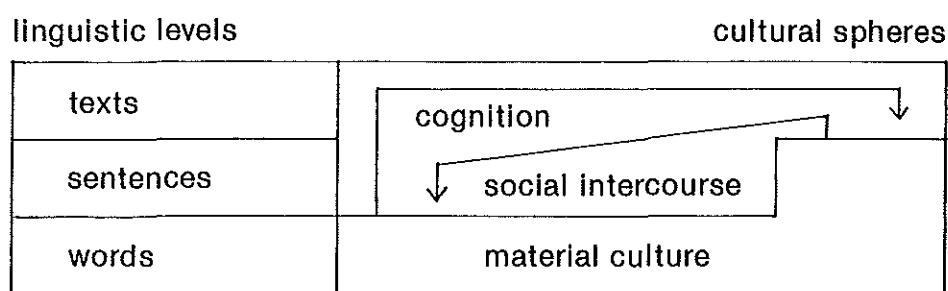 linguistic levels cultural spheres
texts
cognition
sentences
social intercourse
words
material culture